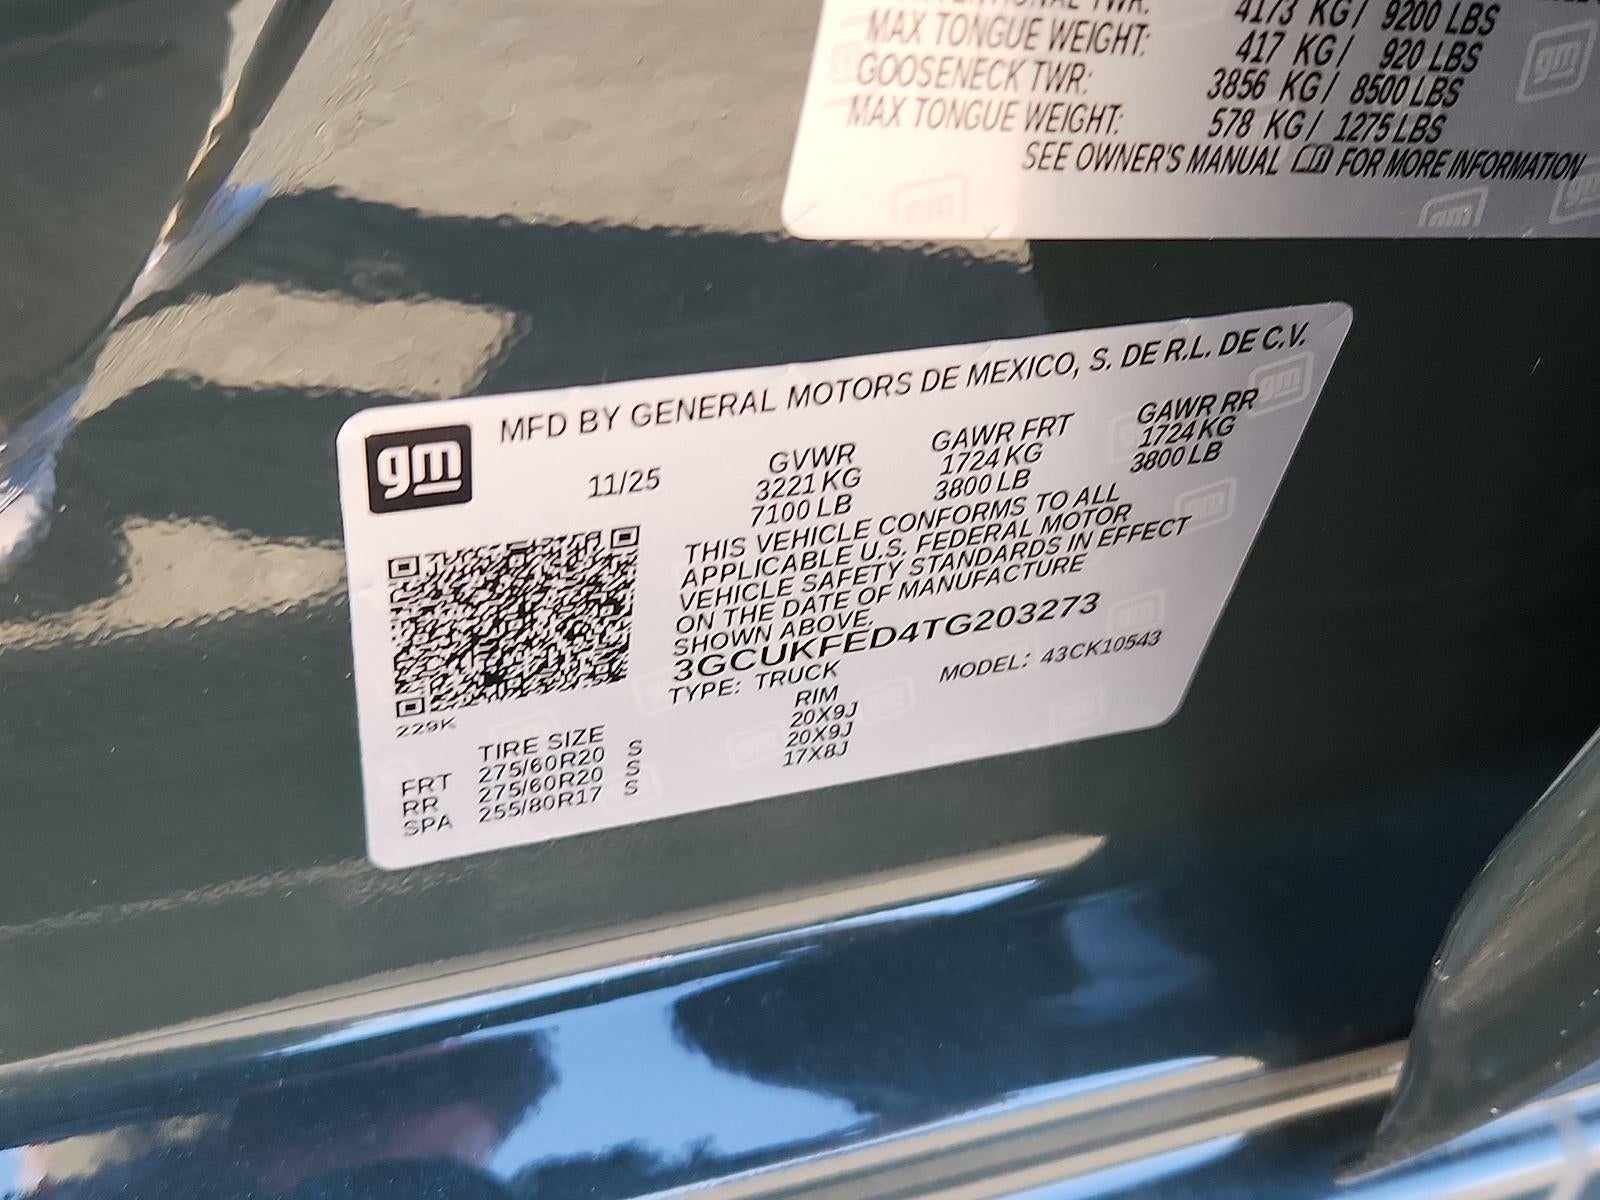 4173 KG / 9200 LBS
MAX TONGUE WEIGHT: 417 KG / 920 LBS
GOOSENECK TWR: 3856 KG / 8500 LBS
MAX TONGUE WEIGHT: 578 KG / 1275 LBS
SEE OWNER'S MANUAL FOR MORE INFORMATION
gm
MFD BY GENERAL MOTORS DE MEXICO, S. DE R.L. DE C.V.
11/25
GVWR GAWR FRT GAWR RR
3221 KG 1724 KG 1724 KG
7100 LB 3800 LB 3800 LB
THIS VEHICLE CONFORMS TO ALL
APPLICABLE U.S. FEDERAL MOTOR
VEHICLE SAFETY STANDARDS IN EFFECT
ON THE DATE OF MANUFACTURE
SHOWN ABOVE.
3GCUKFED4TG203273
TYPE: TRUCK MODEL: 43CK10543
229K
TIRE SIZE RIM
FRT 275/60R20 S 20X9J
RR 275/60R20 S 20X9J
SPA 255/80R17 S 17X8J